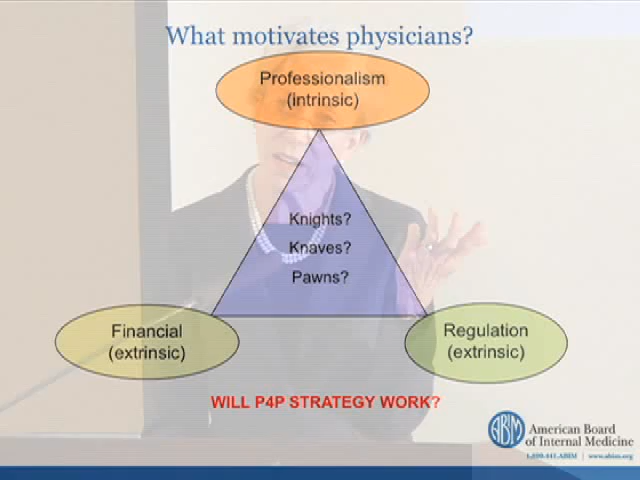 What motivates physicians?
Professionalism
(intrinsic)
Knights?
Knaves?
Pawns?
Financial
(extrinsic)
Regulation
(extrinsic)
WILL P4P STRATEGY WORK?
ABIM
American Board
of Internal Medicine
1-800-441-ABIM | www.abim.org